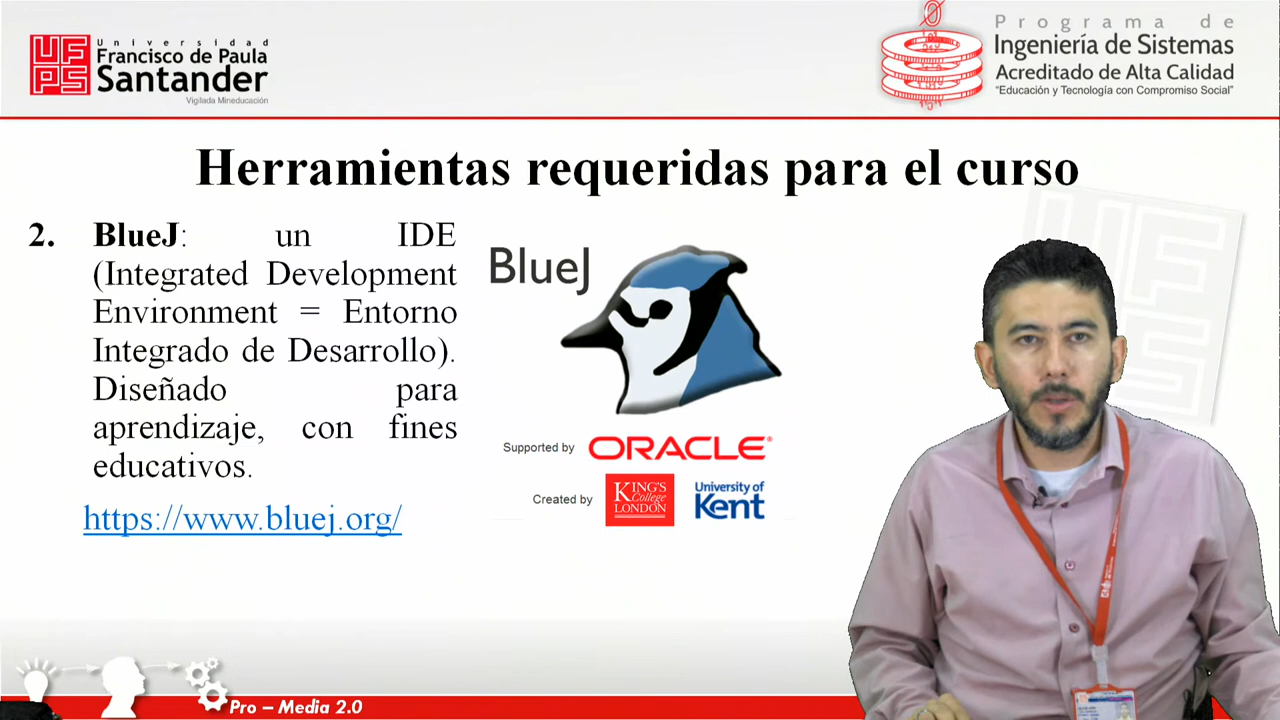 Universidad
Francisco de Paula
Santander
Vigilada Mineducación
UFPS
Programa de
Ingeniería de Sistemas
Acreditado de Alta Calidad
"Educación y Tecnología con Compromiso Social"
Herramientas requeridas para el curso
2. BlueJ: un IDE
(Integrated Development
Environment = Entorno
Integrado de Desarrollo).
Diseñado para
aprendizaje, con fines
educativos.
https://www.bluej.org/
BlueJ
Supported by ORACLE®
Created by KING'S
College
LONDON
University of
Kent
Pro – Media 2.0